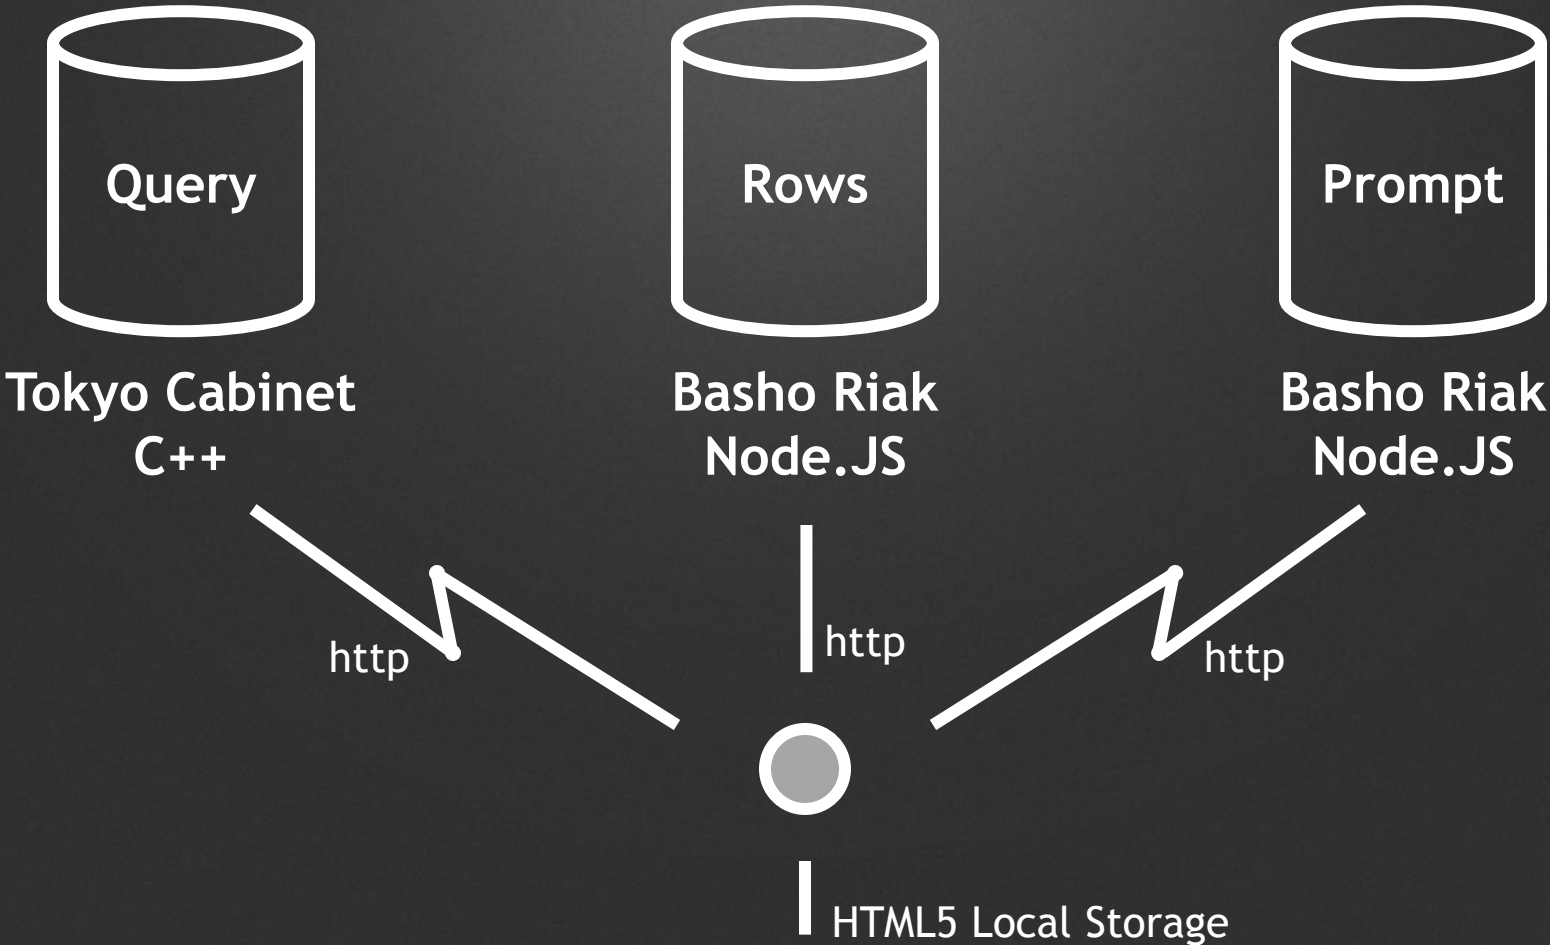 Query
Rows
Prompt
Tokyo Cabinet
C++
Basho Riak
Node.JS
Basho Riak
Node.JS
http
http
http
HTML5 Local Storage